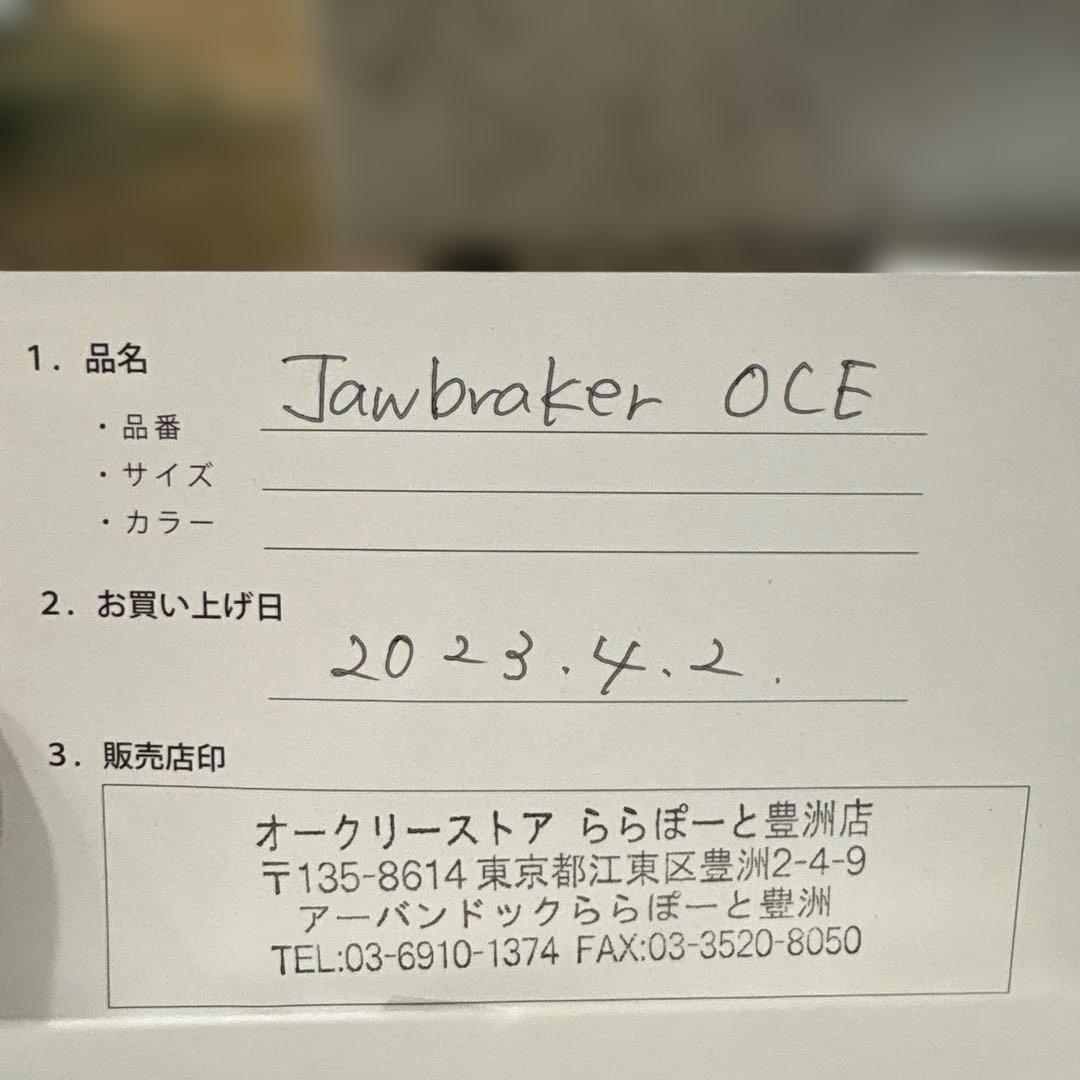 1. 品名
Jawbraker OCE
・品番
・サイズ
・カラー
2. お買い上げ日
2023.4.2.
3. 販売店印
オークリーストア ららぽーと豊洲店
〒135-8614 東京都江東区豊洲2-4-9
アーバンドックららぽーと豊洲
TEL:03-6910-1374 FAX:03-3520-8050